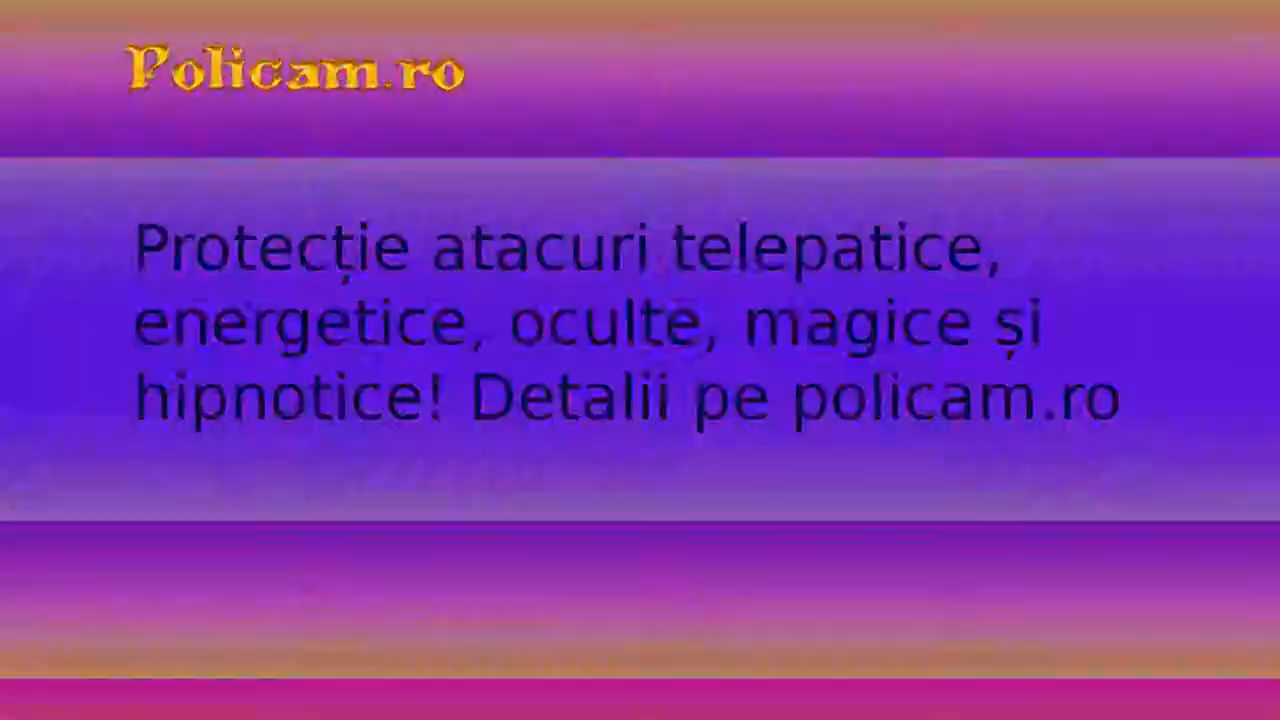 Policam.ro
Protecție atacuri telepatice,
energetice, oculte, magice și
hipnotice! Detalii pe policam.ro